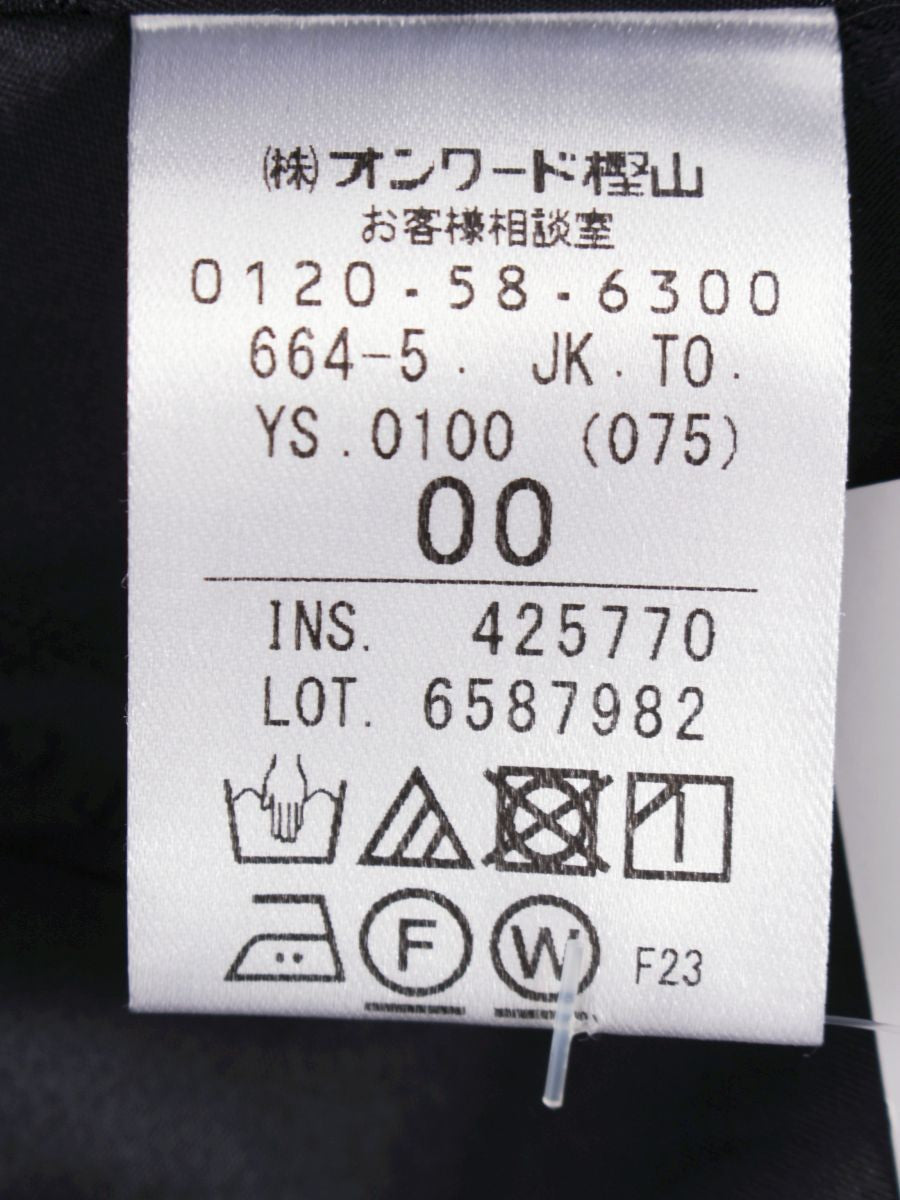 (株)オンワード樫山
お客様相談室
0120-58-6300
664-5. JK. TO.
YS.0100 (075)
00
INS. 425770
LOT. 6587982
F W F23